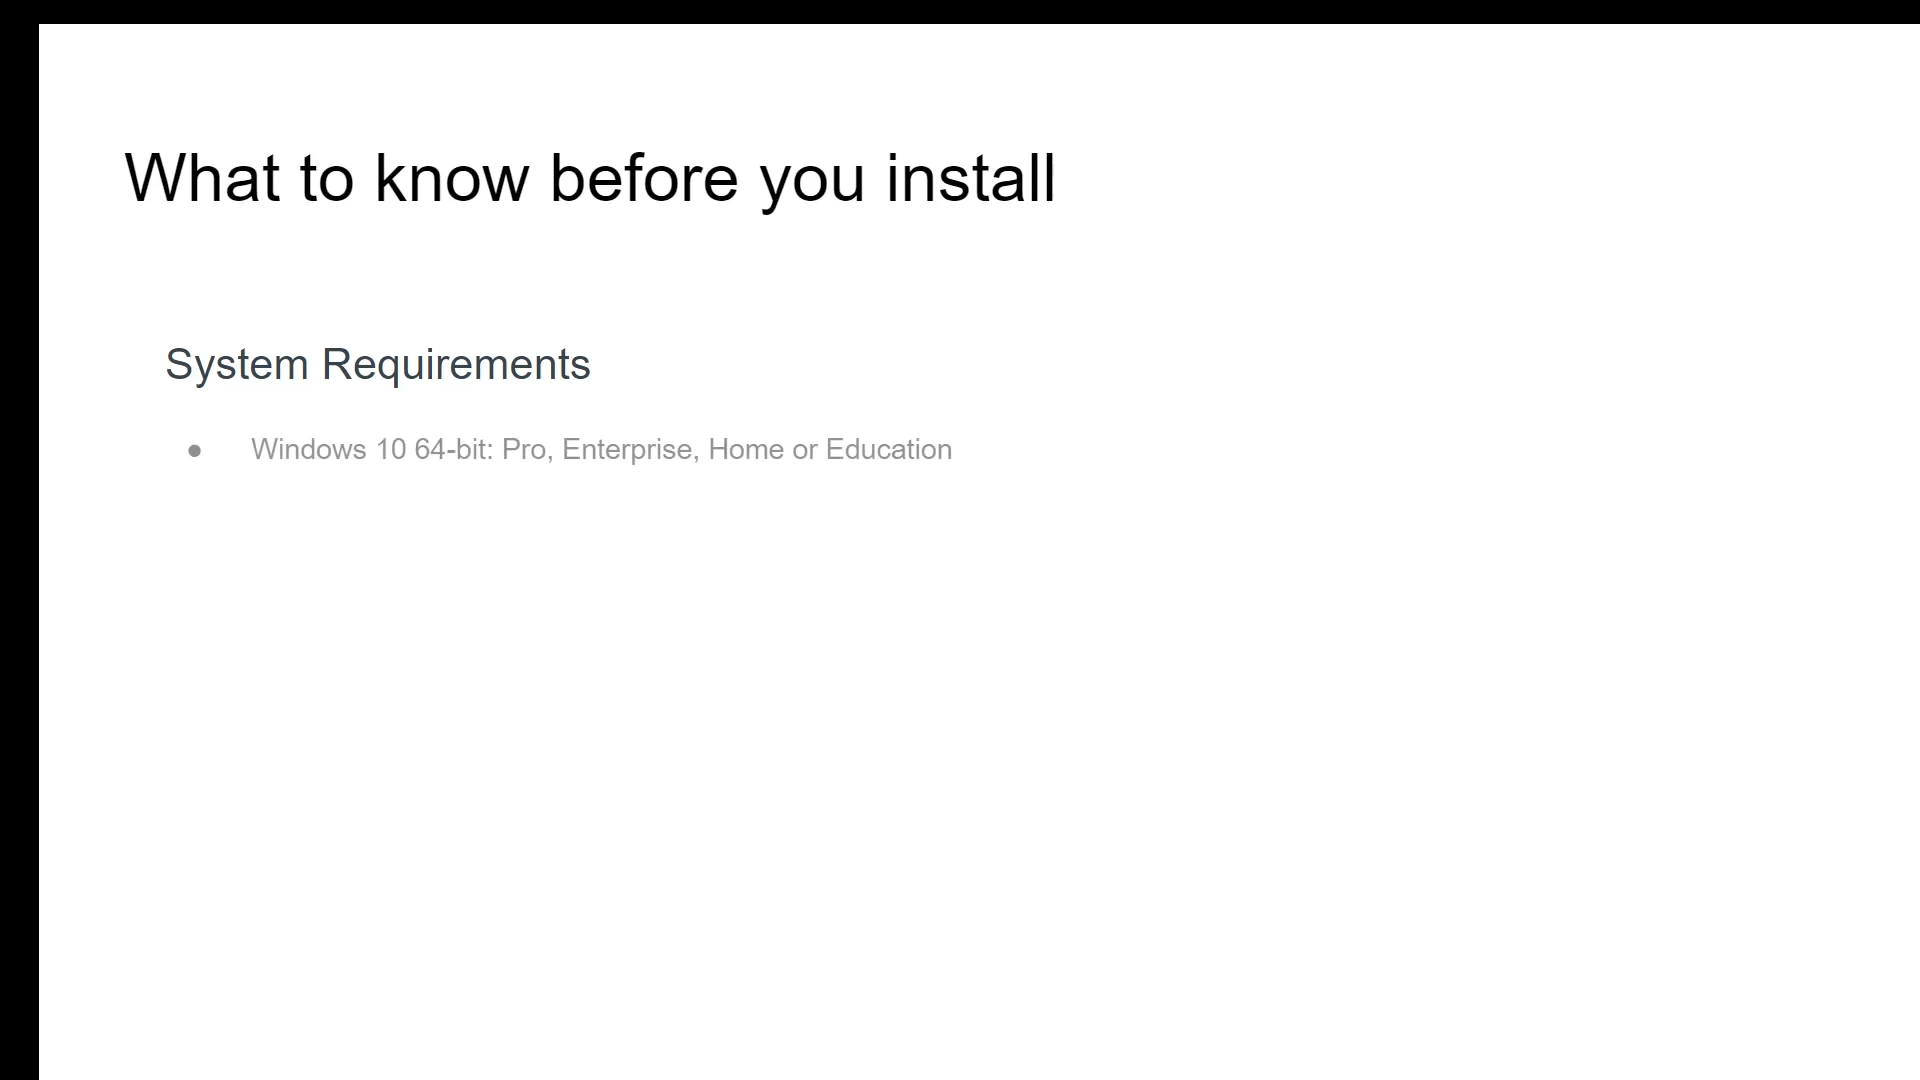 What to know before you install
System Requirements
● Windows 10 64-bit: Pro, Enterprise, Home or Education